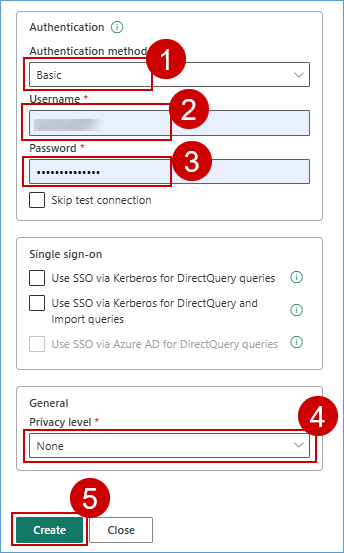 Authentication
Authentication method
1
Basic
Username *
2
Password *
3
••••••••••••••
Skip test connection
Single sign-on
Use SSO via Kerberos for DirectQuery queries
Use SSO via Kerberos for DirectQuery and
Import queries
Use SSO via Azure AD for DirectQuery queries
General
Privacy level *
4
None
5
Create
Close